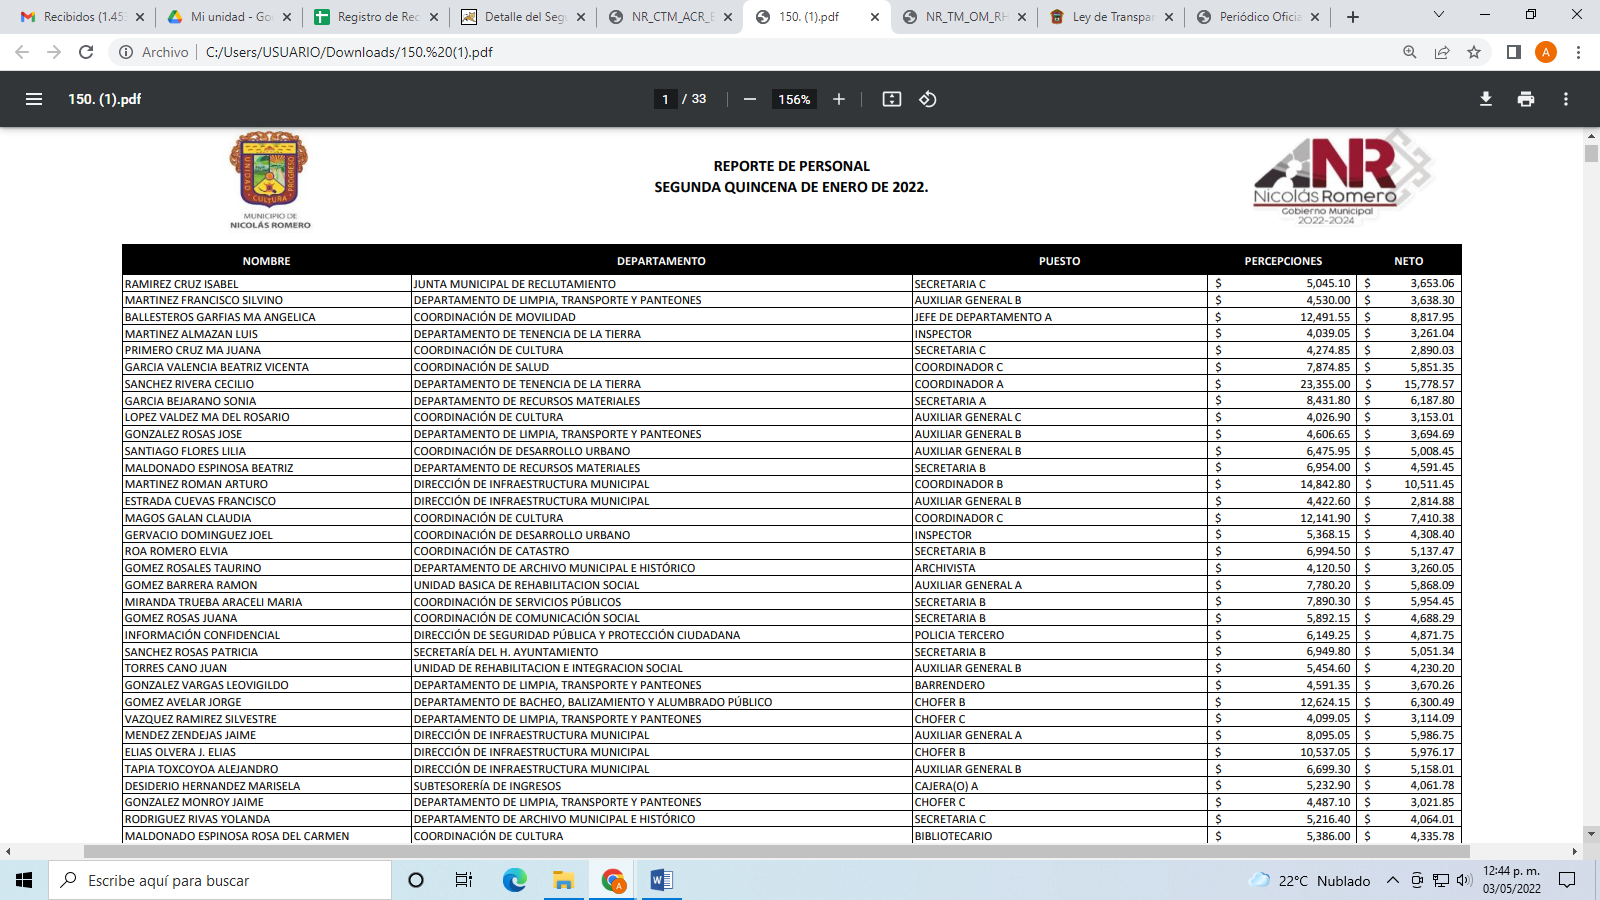 Recibidos (1.45
Mi unidad - Go
Registro de Rec
Detalle del Seg
NR_CTM_ACR_E
150. (1).pdf
NR_TM_OM_RH
Ley de Transpar
Periódico Oficia
Archivo C:/Users/USUARIO/Downloads/150.%20(1).pdf
A
150. (1).pdf
1 / 33
156%
UNIDAD CULTURA PROGRESO
MUNICIPIO DE
NICOLÁS ROMERO
REPORTE DE PERSONAL
SEGUNDA QUINCENA DE ENERO DE 2022.
NR
Nicolás Romero
Gobierno Municipal
2022-2024
NOMBRE DEPARTAMENTO PUESTO PERCEPCIONES NETO
RAMIREZ CRUZ ISABEL JUNTA MUNICIPAL DE RECLUTAMIENTO SECRETARIA C $ 5,045.10 $ 3,653.06
MARTINEZ FRANCISCO SILVINO DEPARTAMENTO DE LIMPIA, TRANSPORTE Y PANTEONES AUXILIAR GENERAL B $ 4,530.00 $ 3,638.30
BALLESTEROS GARFIAS MA ANGELICA COORDINACIÓN DE MOVILIDAD JEFE DE DEPARTAMENTO A $ 12,491.55 $ 8,817.95
MARTINEZ ALMAZAN LUIS DEPARTAMENTO DE TENENCIA DE LA TIERRA INSPECTOR $ 4,039.05 $ 3,261.04
PRIMERO CRUZ MA JUANA COORDINACIÓN DE CULTURA SECRETARIA C $ 4,274.85 $ 2,890.03
GARCIA VALENCIA BEATRIZ VICENTA COORDINACIÓN DE SALUD COORDINADOR C $ 7,874.85 $ 5,851.35
SANCHEZ RIVERA CECILIO DEPARTAMENTO DE TENENCIA DE LA TIERRA COORDINADOR A $ 23,355.00 $ 15,778.57
GARCIA BEJARANO SONIA DEPARTAMENTO DE RECURSOS MATERIALES SECRETARIA A $ 8,431.80 $ 6,187.80
LOPEZ VALDEZ MA DEL ROSARIO COORDINACIÓN DE CULTURA AUXILIAR GENERAL C $ 4,026.90 $ 3,153.01
GONZALEZ ROSAS JOSE DEPARTAMENTO DE LIMPIA, TRANSPORTE Y PANTEONES AUXILIAR GENERAL B $ 4,606.65 $ 3,694.69
SANTIAGO FLORES LILIA COORDINACIÓN DE DESARROLLO URBANO AUXILIAR GENERAL B $ 6,475.95 $ 5,008.45
MALDONADO ESPINOSA BEATRIZ DEPARTAMENTO DE RECURSOS MATERIALES SECRETARIA B $ 6,954.00 $ 4,591.45
MARTINEZ ROMAN ARTURO DIRECCIÓN DE INFRAESTRUCTURA MUNICIPAL COORDINADOR B $ 14,842.80 $ 10,511.45
ESTRADA CUEVAS FRANCISCO DIRECCIÓN DE INFRAESTRUCTURA MUNICIPAL AUXILIAR GENERAL B $ 4,422.60 $ 2,814.88
MAGOS GALAN CLAUDIA COORDINACIÓN DE CULTURA COORDINADOR C $ 12,141.90 $ 7,410.38
GERVACIO DOMINGUEZ JOEL COORDINACIÓN DE DESARROLLO URBANO INSPECTOR $ 5,368.15 $ 4,308.40
ROA ROMERO ELVIA COORDINACIÓN DE CATASTRO SECRETARIA B $ 6,994.50 $ 5,137.47
GOMEZ ROSALES TAURINO DEPARTAMENTO DE ARCHIVO MUNICIPAL E HISTÓRICO ARCHIVISTA $ 4,120.50 $ 3,260.05
GOMEZ BARRERA RAMON UNIDAD BASICA DE REHABILITACION SOCIAL AUXILIAR GENERAL A $ 7,780.20 $ 5,868.09
MIRANDA TRUEBA ARACELI MARIA COORDINACIÓN DE SERVICIOS PÚBLICOS SECRETARIA B $ 7,890.30 $ 5,954.45
GOMEZ ROSAS JUANA COORDINACIÓN DE COMUNICACIÓN SOCIAL SECRETARIA B $ 5,892.15 $ 4,688.29
INFORMACIÓN CONFIDENCIAL DIRECCIÓN DE SEGURIDAD PÚBLICA Y PROTECCIÓN CIUDADANA POLICIA TERCERO $ 6,149.25 $ 4,871.75
SANCHEZ ROSAS PATRICIA SECRETARÍA DEL H. AYUNTAMIENTO SECRETARIA B $ 6,949.80 $ 5,051.34
TORRES CANO JUAN UNIDAD DE REHABILITACION E INTEGRACION SOCIAL AUXILIAR GENERAL B $ 5,454.60 $ 4,230.20
GONZALEZ VARGAS LEOVIGILDO DEPARTAMENTO DE LIMPIA, TRANSPORTE Y PANTEONES BARRENDERO $ 4,591.35 $ 3,670.26
GOMEZ AVELAR JORGE DEPARTAMENTO DE BACHEO, BALIZAMIENTO Y ALUMBRADO PÚBLICO CHOFER B $ 12,624.15 $ 6,300.49
VAZQUEZ RAMIREZ SILVESTRE DEPARTAMENTO DE LIMPIA, TRANSPORTE Y PANTEONES CHOFER C $ 4,099.05 $ 3,114.09
MENDEZ ZENDEJAS JAIME DIRECCIÓN DE INFRAESTRUCTURA MUNICIPAL AUXILIAR GENERAL A $ 8,095.05 $ 5,986.75
ELIAS OLVERA J. ELIAS DIRECCIÓN DE INFRAESTRUCTURA MUNICIPAL CHOFER B $ 10,537.05 $ 5,976.17
TAPIA TOXCOYOA ALEJANDRO DIRECCIÓN DE INFRAESTRUCTURA MUNICIPAL AUXILIAR GENERAL B $ 6,699.30 $ 5,158.01
DESIDERIO HERNANDEZ MARISELA SUBTESORERÍA DE INGRESOS CAJERA(O) A $ 5,232.90 $ 4,061.78
GONZALEZ MONROY JAIME DEPARTAMENTO DE LIMPIA, TRANSPORTE Y PANTEONES CHOFER C $ 4,487.10 $ 3,021.85
RODRIGUEZ RIVAS YOLANDA DEPARTAMENTO DE ARCHIVO MUNICIPAL E HISTÓRICO SECRETARIA C $ 5,216.40 $ 4,064.01
MALDONADO ESPINOSA ROSA DEL CARMEN COORDINACIÓN DE CULTURA BIBLIOTECARIO $ 5,386.00 $ 4,335.78
Escribe aquí para buscar
22°C Nublado
12:44 p. m.
03/05/2022